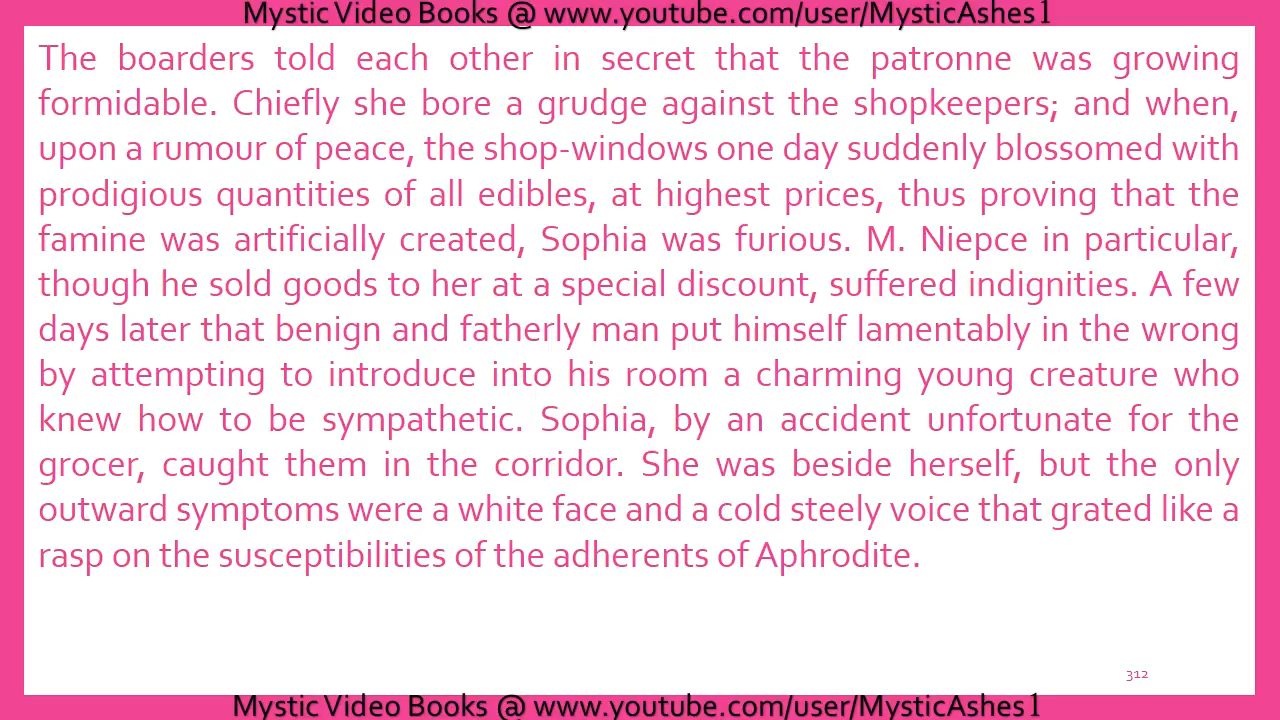 Mystic Video Books @ www.youtube.com/user/MysticAshes1
The boarders told each other in secret that the patronne was growing
formidable. Chiefly she bore a grudge against the shopkeepers; and when,
upon a rumour of peace, the shop-windows one day suddenly blossomed with
prodigious quantities of all edibles, at highest prices, thus proving that the
famine was artificially created, Sophia was furious. M. Niepce in particular,
though he sold goods to her at a special discount, suffered indignities. A few
days later that benign and fatherly man put himself lamentably in the wrong
by attempting to introduce into his room a charming young creature who
knew how to be sympathetic. Sophia, by an accident unfortunate for the
grocer, caught them in the corridor. She was beside herself, but the only
outward symptoms were a white face and a cold steely voice that grated like a
rasp on the susceptibilities of the adherents of Aphrodite.
312
Mystic Video Books @ www.youtube.com/user/MysticAshes1